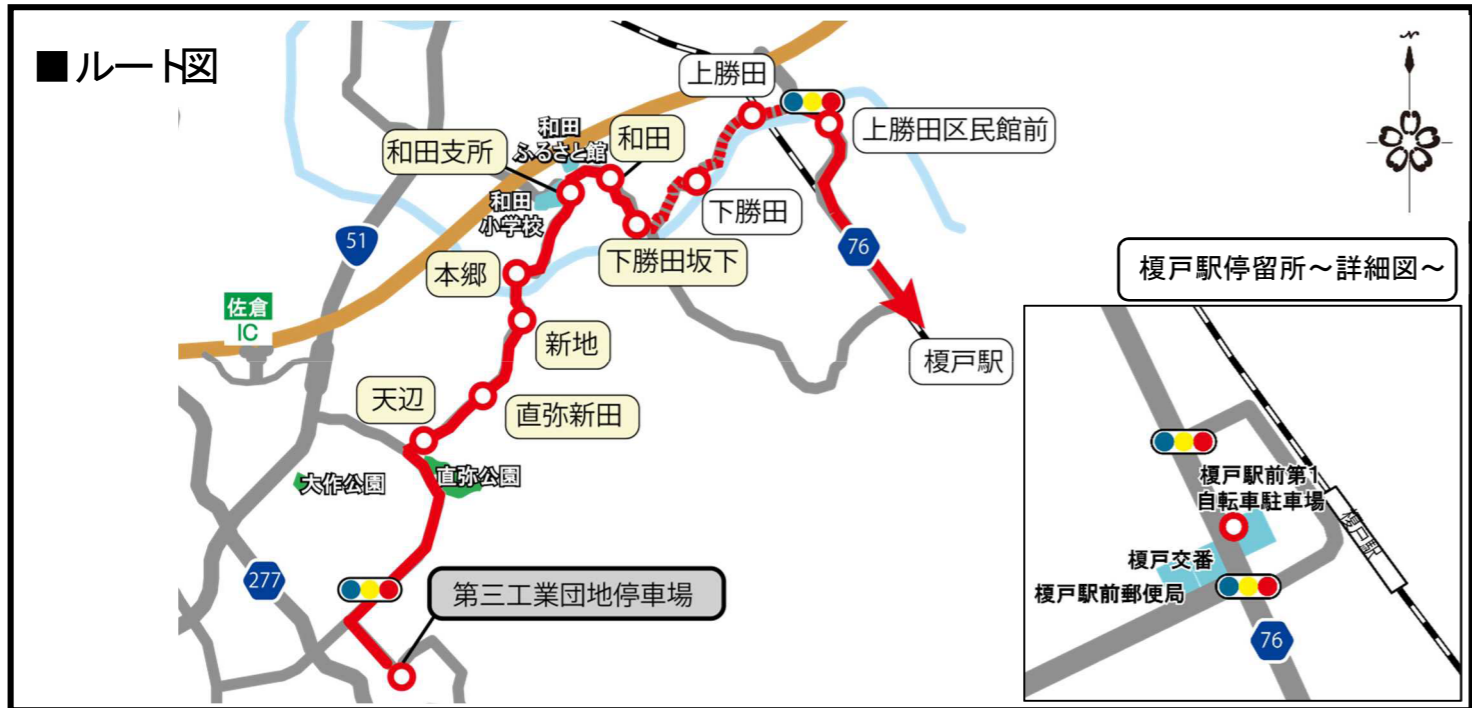 ■ルート図
N
上勝田
上勝田区民館前
和田支所
和田
ふるさと館
和田
和田
小学校
下勝田
下勝田坂下
51
76
本郷
佐倉
IC
新地
榎戸駅
天辺
直弥新田
大作公園
直弥公園
277
第三工業団地停車場
榎戸駅停留所～詳細図～
榎戸駅前第1
自転車駐車場
榎戸駅
榎戸交番
榎戸駅前郵便局
76